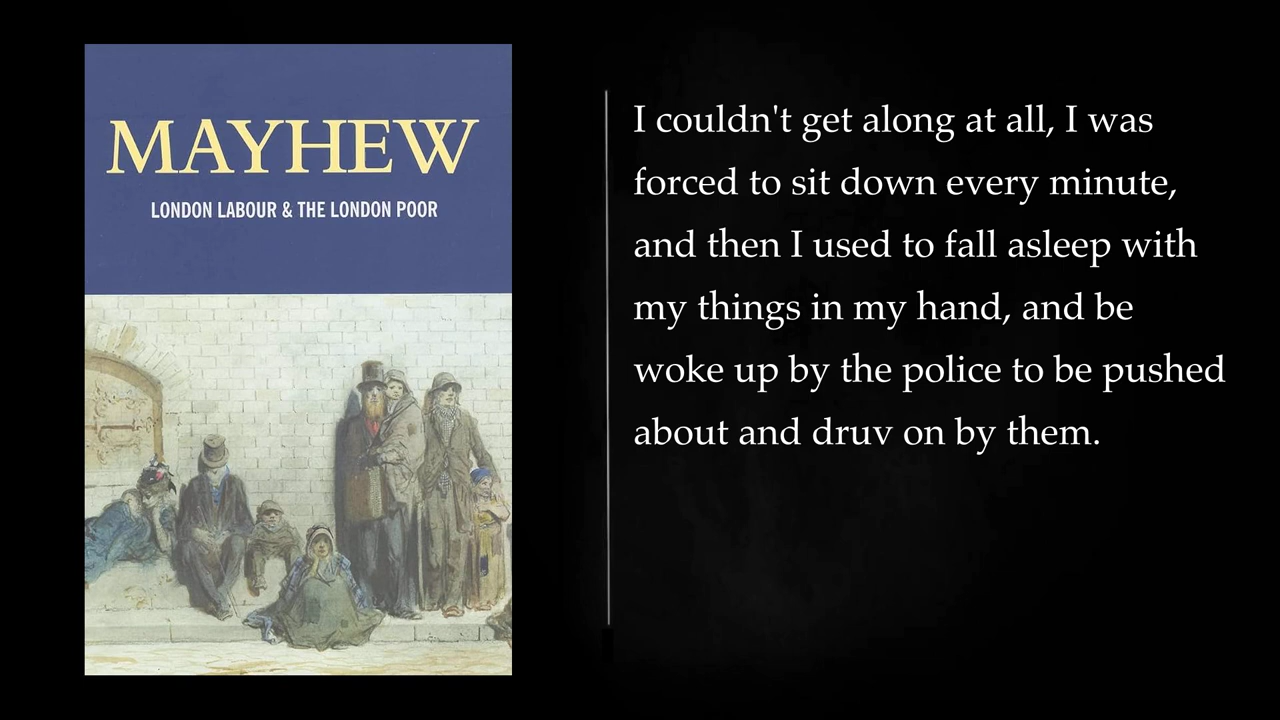 MAYHEW
LONDON LABOUR & THE LONDON POOR
I couldn't get along at all, I was
forced to sit down every minute,
and then I used to fall asleep with
my things in my hand, and be
woke up by the police to be pushed
about and druv on by them.